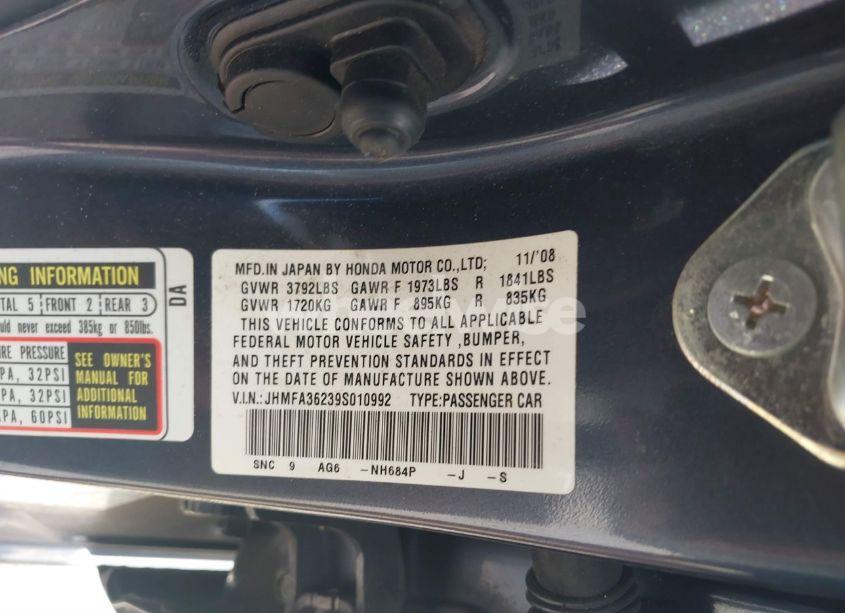 NG INFORMATION
TAL 5 FRONT 2 REAR 3
uld never exceed 385kg or 850lbs.
RE PRESSURE
PA, 32PSI
PA, 32PSI
PA, 60PSI
SEE OWNER'S
MANUAL FOR
ADDITIONAL
INFORMATION
DA
MFD.IN JAPAN BY HONDA MOTOR CO.,LTD; 11/'08
GVWR 3792LBS GAWR F 1973LBS R 1841LBS
GVWR 1720KG GAWR F 895KG R 835KG
THIS VEHICLE CONFORMS TO ALL APPLICABLE
FEDERAL MOTOR VEHICLE SAFETY ,BUMPER,
AND THEFT PREVENTION STANDARDS IN EFFECT
ON THE DATE OF MANUFACTURE SHOWN ABOVE.
V.I.N.: JHMFA36239S010992 TYPE:PASSENGER CAR
SNC 9 AG6 -NH684P -J -S